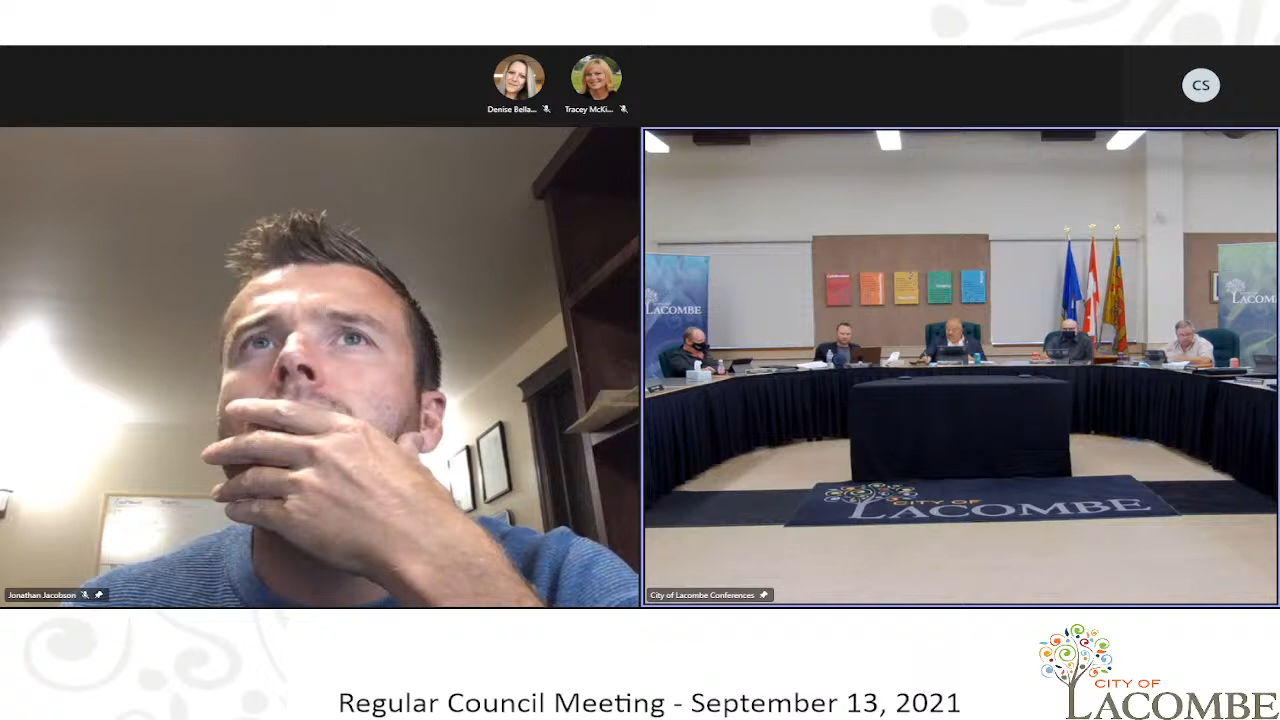 CS
Denise Bella...
Tracey McKi...
LACOMBE
LACOMBE
CITY OF
LACOMBE
Jonathan Jacobson
City of Lacombe Conferences
CITY OF
LACOMBE
Regular Council Meeting - September 13, 2021